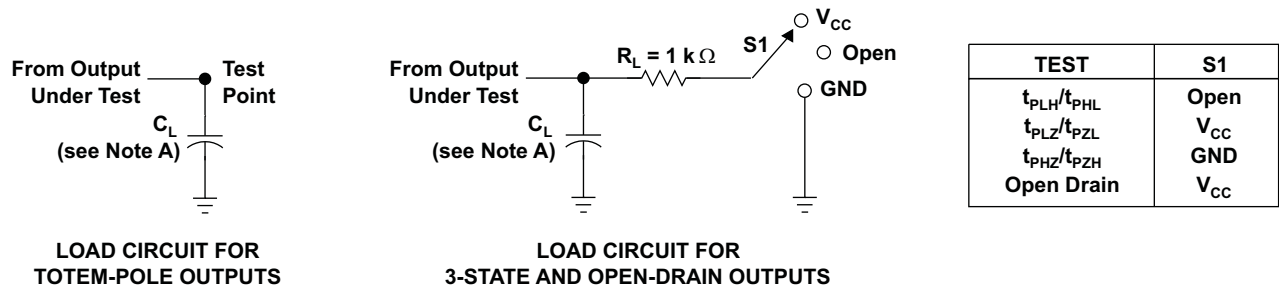 From Output
Under Test
Test
Point
C_L
(see Note A)
LOAD CIRCUIT FOR
TOTEM-POLE OUTPUTS
From Output
Under Test
R_L = 1 k Ω
S1
V_CC
Open
GND
C_L
(see Note A)
LOAD CIRCUIT FOR
3-STATE AND OPEN-DRAIN OUTPUTS
TEST S1
t_PLH/t_PHL Open
t_PLZ/t_PZL V_CC
t_PHZ/t_PZH GND
Open Drain V_CC